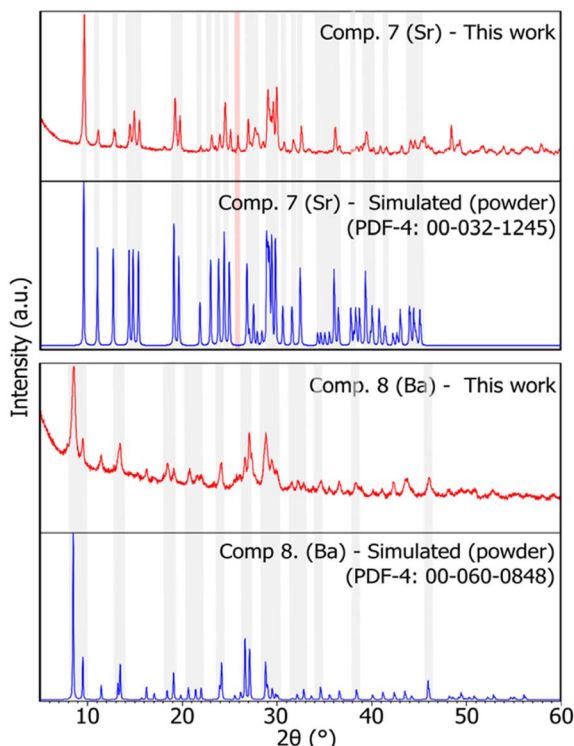 Comp. 7 (Sr) - This work
Comp. 7 (Sr) - Simulated (powder)
(PDF-4: 00-032-1245)
Intensity (a.u.)
Comp. 8 (Ba) - This work
Comp 8. (Ba) - Simulated (powder)
(PDF-4: 00-060-0848)
10 20 30 40 50 60
2θ (°)